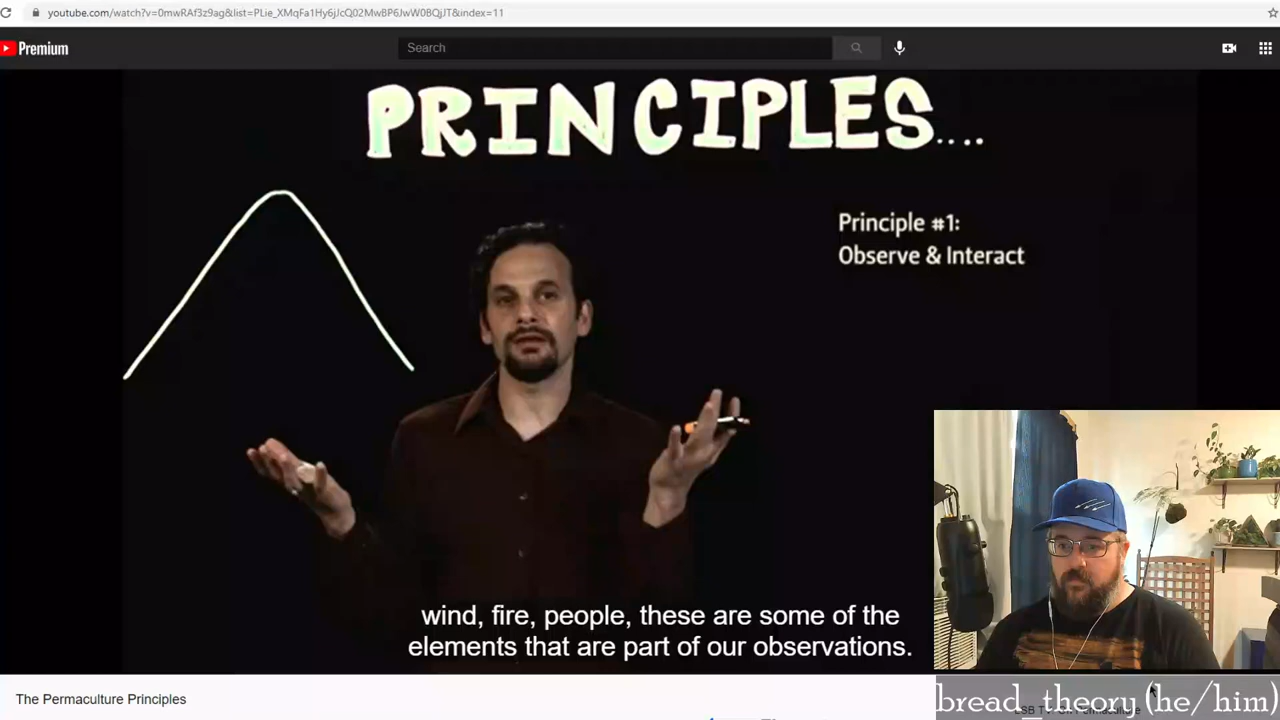 youtube.com/watch?v=0mwRAf3z9ag&list=PLie_XMqFa1Hy6jJcQ02MwBP6JwW0BQjJT&index=11
Premium
Search
PRINCIPLES....
Principle #1:
Observe & Interact
wind, fire, people, these are some of the
elements that are part of our observations.
The Permaculture Principles
bread_theory (he/him)